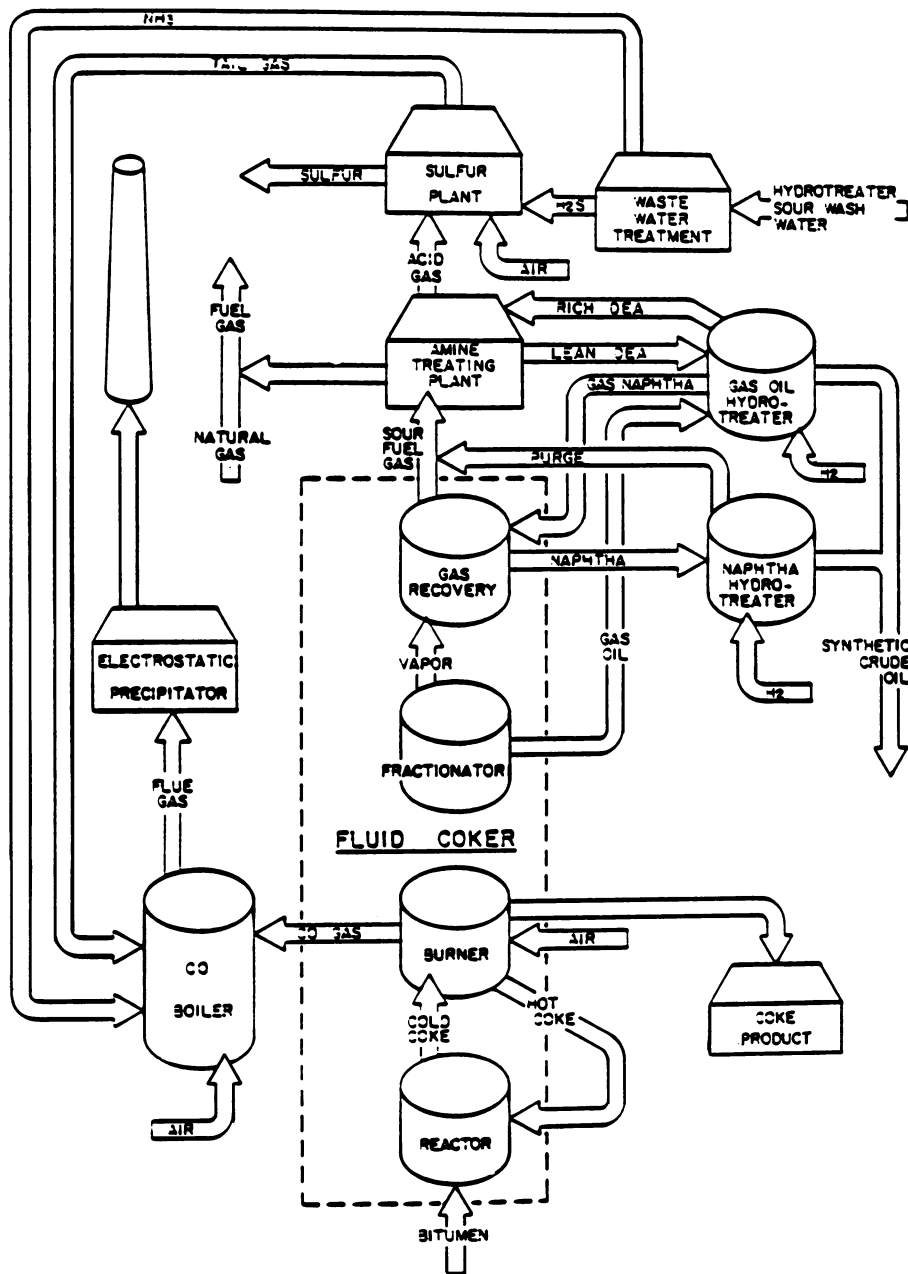 NH3
TAIL GAS
SULFUR
SULFUR
PLANT
H2S
WASTE
WATER
TREATMENT
HYDROTREATER
SOUR WASH
WATER
ACID
GAS
AIR
FUEL
GAS
RICH DEA
AMINE
TREATING
PLANT
LEAN DEA
GAS NAPHTHA
GAS OIL
HYDRO-
TREATER
NATURAL
GAS
SOUR
FUEL
GAS
PURGE
H2
GAS
RECOVERY
NAPHTHA
NAPHTHA
HYDRO-
TREATER
GAS
OIL
ELECTROSTATIC
PRECIPITATOR
VAPOR
SYNTHETIC
CRUDE
OIL
H2
FRACTIONATOR
FLUE
GAS
FLUID COKER
CO GAS
BURNER
AIR
CO
BOILER
COLD
COKE
HOT
COKE
COKE
PRODUCT
AIR
REACTOR
BITUMEN